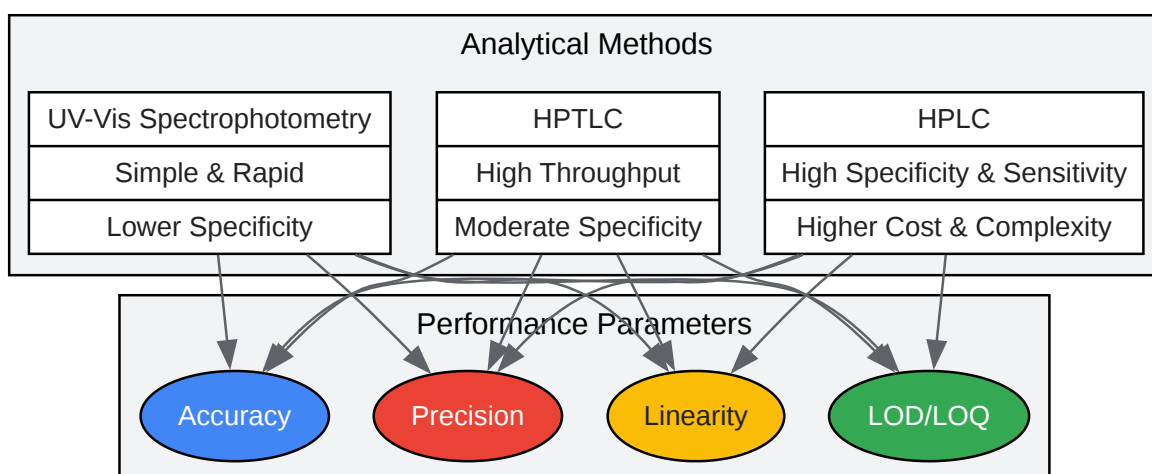 Analytical Methods
UV-Vis Spectrophotometry
Simple & Rapid
Lower Specificity
HPTLC
High Throughput
Moderate Specificity
HPLC
High Specificity & Sensitivity
Higher Cost & Complexity
Performance Parameters
Accuracy
Precision
Linearity
LOD/LOQ